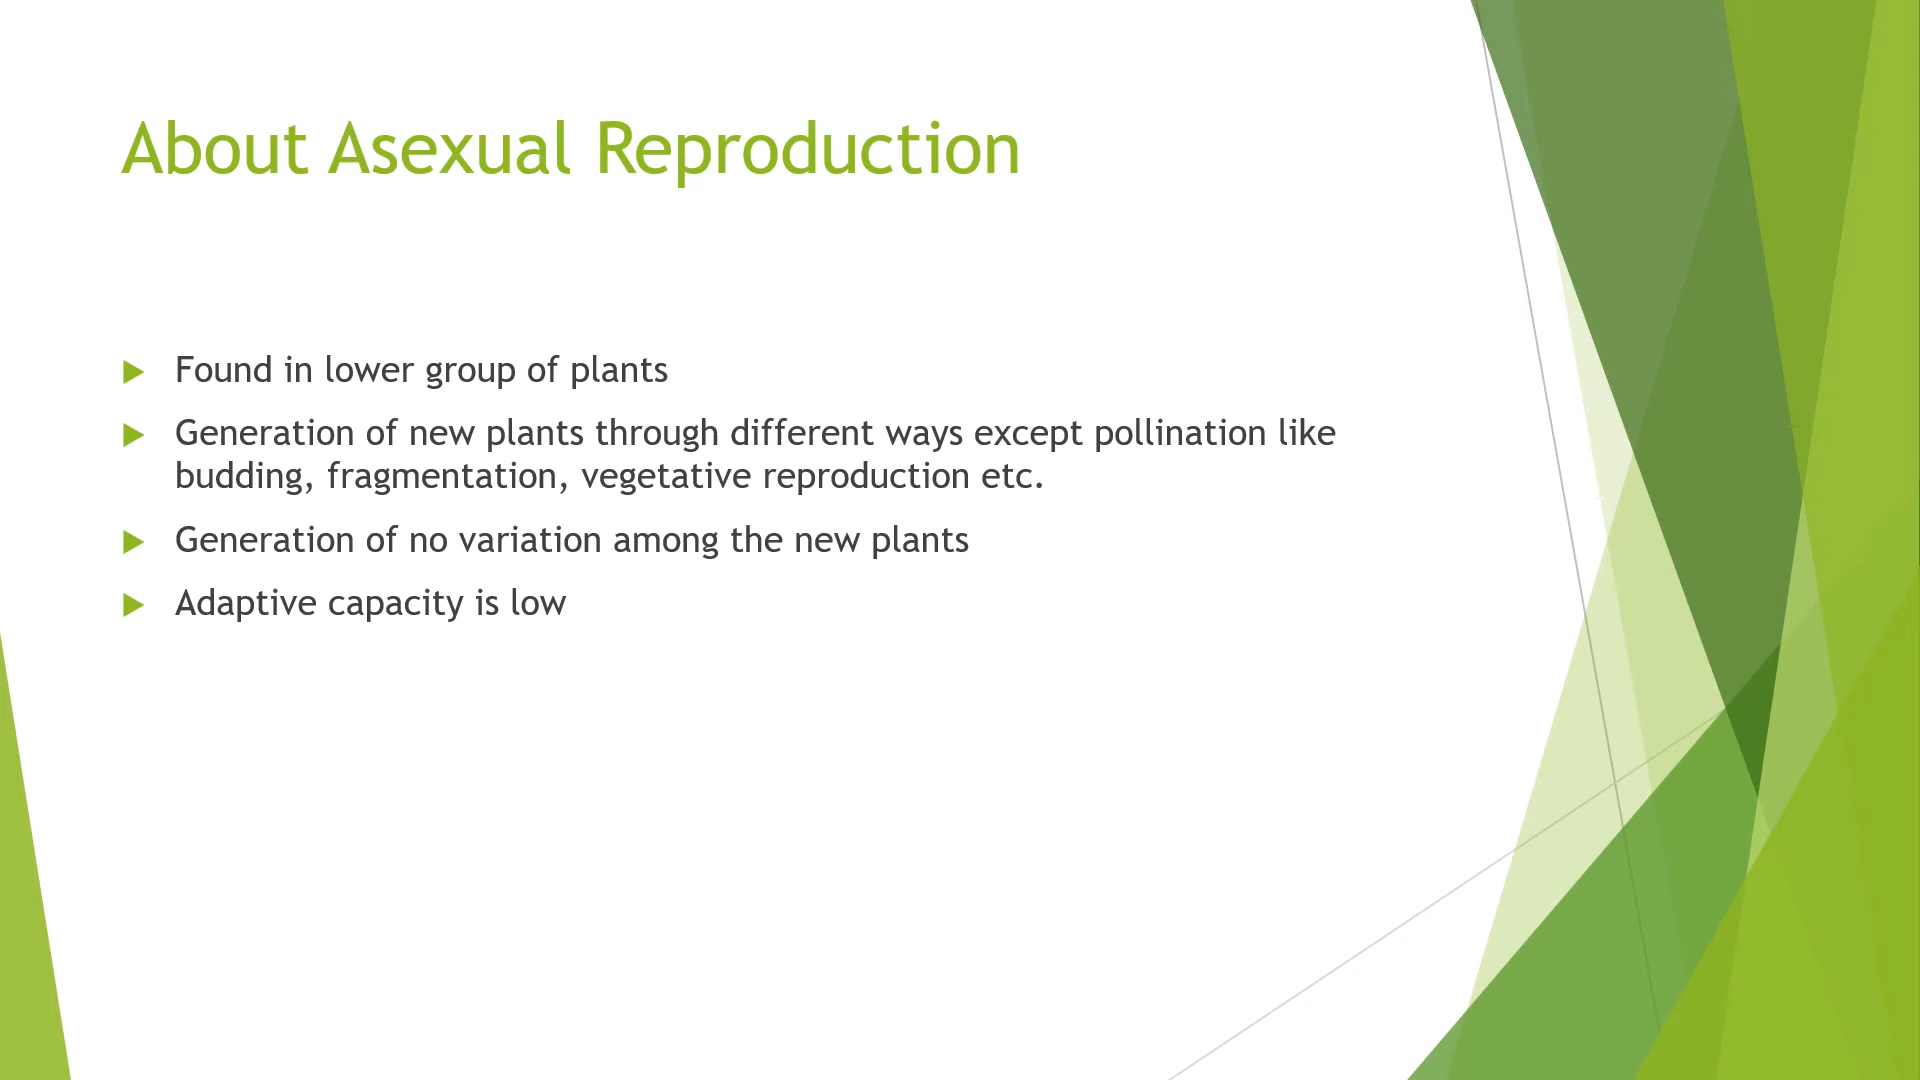 About Asexual Reproduction
Found in lower group of plants
Generation of new plants through different ways except pollination like
budding, fragmentation, vegetative reproduction etc.
Generation of no variation among the new plants
Adaptive capacity is low